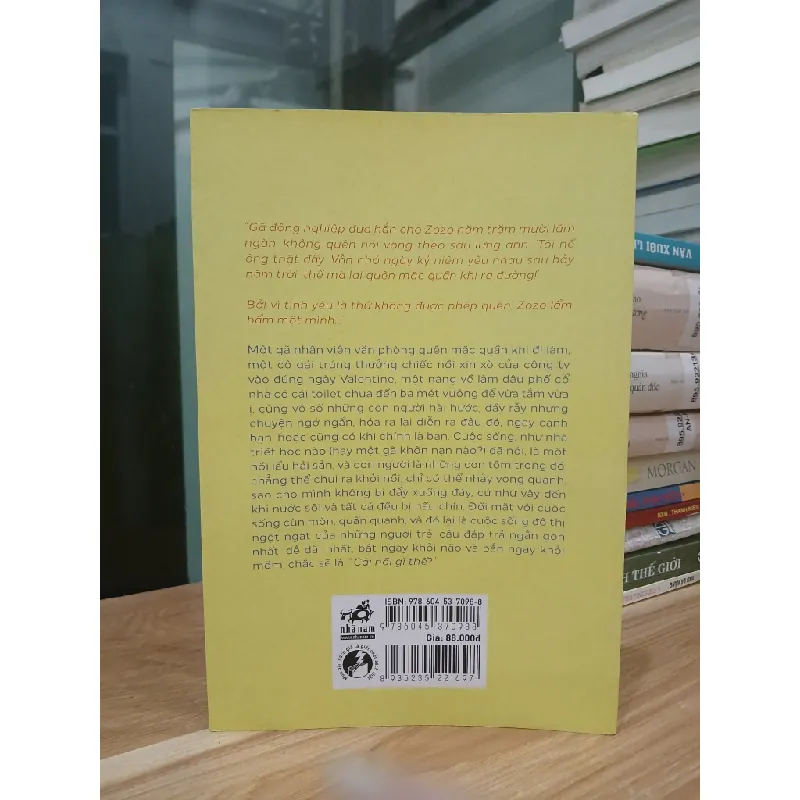 "Gã đồng nghiệp đưa hắn cho Zozo năm trăm mười lăm
ngàn, không quên nói vọng theo sau lưng anh: 'Tôi nể
ông thật đấy. Vẫn nhớ ngày kỷ niệm yêu nhau sau bảy
năm trời, thế mà lại quên mặc quần khi ra đường!'
Bởi vì tình yêu là thứ không được phép quên, Zozo lẩm
bẩm một mình..."
Một gã nhân viên văn phòng quên mặc quần khi đi làm,
một cô gái trúng thưởng chiếc nồi xịn xò của công ty
vào đúng ngày Valentine, một nàng về làm dâu phố cổ
nhà có cái toilet chưa đến ba mét vuông để vừa tắm vừa
ị, cùng vô số những con người hài hước, đầy rẫy những
chuyện ngớ ngẩn, hóa ra lại diễn ra đâu đó, ngay cạnh
bạn, hoặc cũng có khi chính là bạn. Cuộc sống, như nhà
triết học nào (hay một gã khốn nạn nào?) đã nói, là một
nồi lẩu hải sản, và con người là những con tôm trong đó
chẳng thể chui ra khỏi nồi, chỉ có thể nhảy vòng quanh,
sao cho mình không bị đẩy xuống đáy, cứ như vậy đến
khi nước sôi và tất cả đều bị nấu chín. Đối mặt với cuộc
sống cùn mòn, quẩn quanh, và đó lại là cuộc sống đô thị
ngột ngạt của những người trẻ, câu đáp trả ngắn gọn
nhất, dễ dãi nhất, bật ngay khỏi não và bắn ngay khỏi
mồm, chắc sẽ là: "Cái nồi gì thế?"
nhã nam
ISBN: 978 604 53 7098-8
Giá: 88.000đ
VĂN XUÔI
MORGAN
H THẾ GIỚI